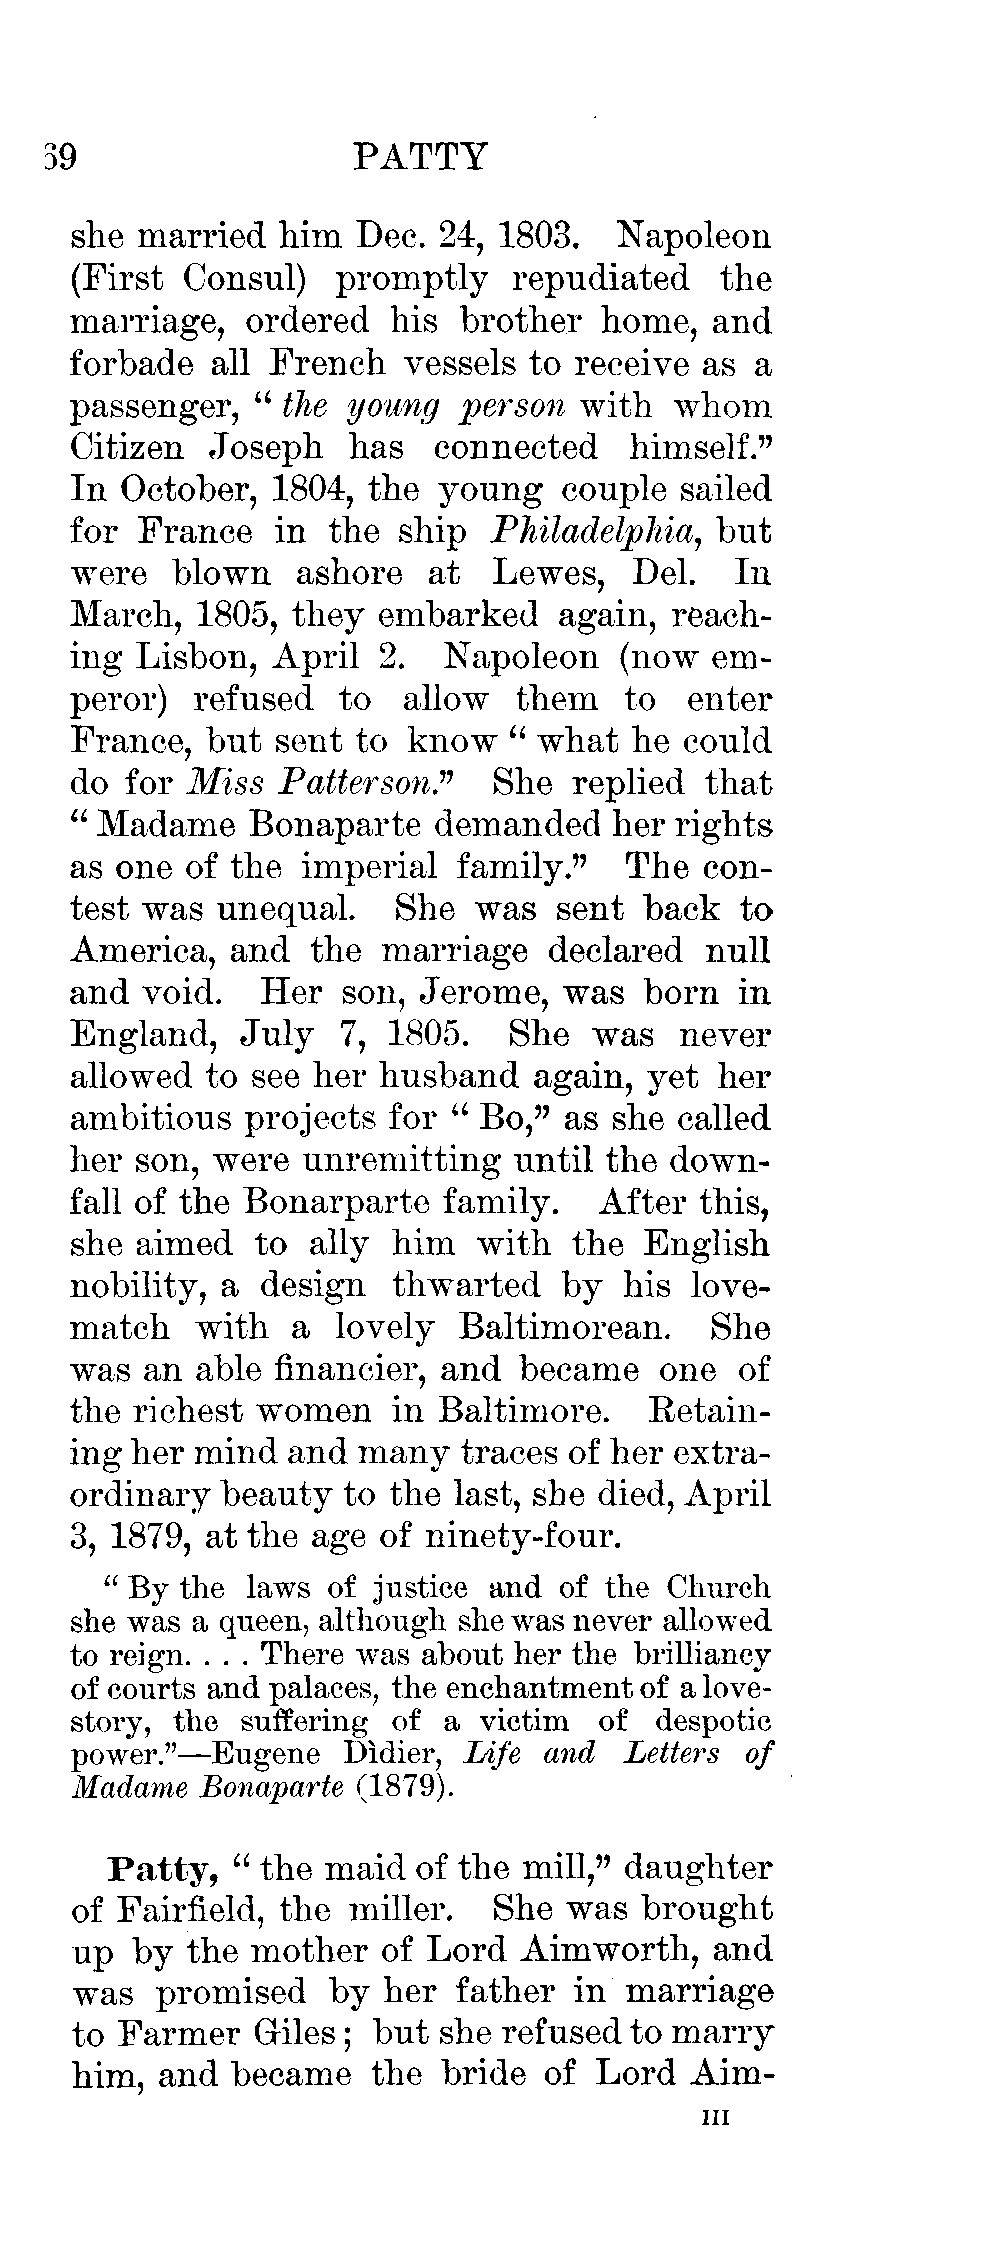 69 PATTY
she married him Dec. 24, 1803. Napoleon
(First Consul) promptly repudiated the
marriage, ordered his brother home, and
forbade all French vessels to receive as a
passenger, “ the young person with whom
Citizen Joseph has connected himself.”
In October, 1804, the young couple sailed
for France in the ship Philadelphia, but
were blown ashore at Lewes, Del. In
March, 1805, they embarked again, reach-
ing Lisbon, April 2. Napoleon (now em-
peror) refused to allow them to enter
France, but sent to know “ what he could
do for Miss Patterson.” She replied that
“ Madame Bonaparte demanded her rights
as one of the imperial family.” The con-
test was unequal. She was sent back to
America, and the marriage declared null
and void. Her son, Jerome, was born in
England, July 7, 1805. She was never
allowed to see her husband again, yet her
ambitious projects for “ Bo,” as she called
her son, were unremitting until the down-
fall of the Bonarparte family. After this,
she aimed to ally him with the English
nobility, a design thwarted by his love-
match with a lovely Baltimorean. She
was an able financier, and became one of
the richest women in Baltimore. Retain-
ing her mind and many traces of her extra-
ordinary beauty to the last, she died, April
3, 1879, at the age of ninety-four.
“ By the laws of justice and of the Church
she was a queen, although she was never allowed
to reign. . . . There was about her the brilliancy
of courts and palaces, the enchantment of a love-
story, the suffering of a victim of despotic
power.”—Eugene Didier, Life and Letters of
Madame Bonaparte (1879).
Patty, “ the maid of the mill,” daughter
of Fairfield, the miller. She was brought
up by the mother of Lord Aimworth, and
was promised by her father in marriage
to Farmer Giles ; but she refused to marry
him, and became the bride of Lord Aim-
III